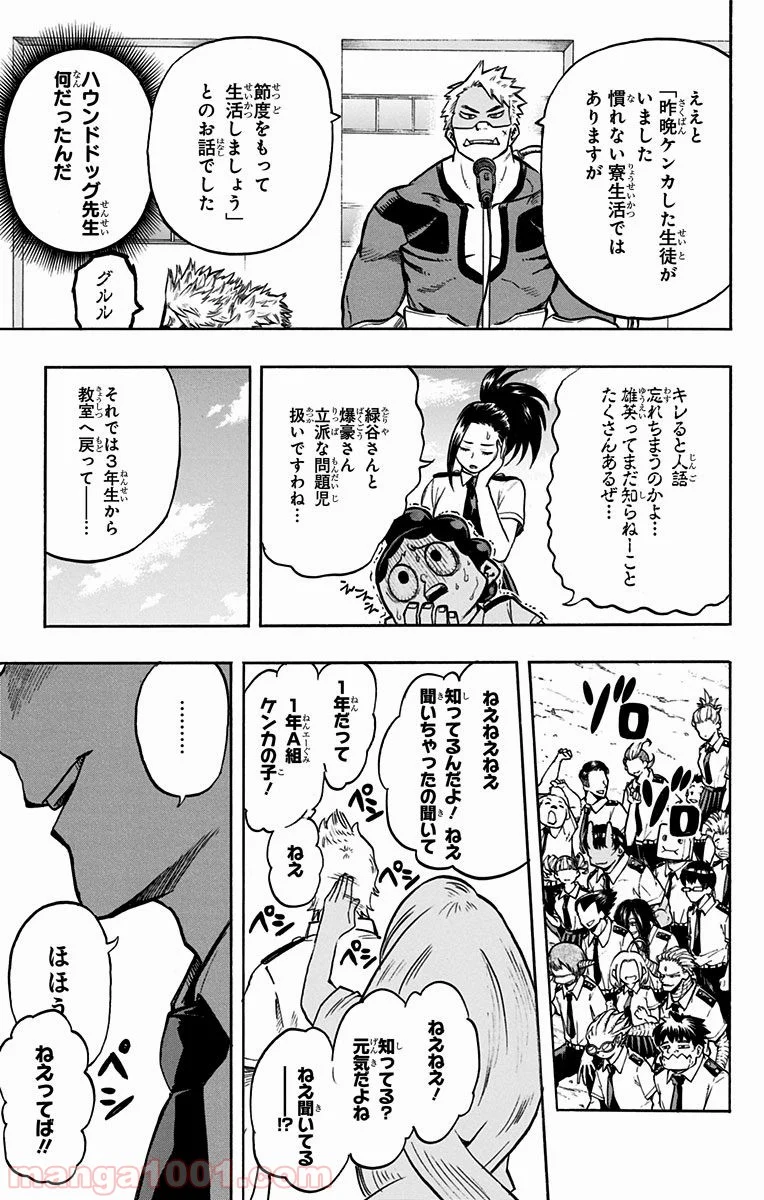 ええと
「昨晩ケンカした生徒が
いました
慣れない寮生活では
ありますが
節度をもって
生活しましょう」
とのお話でした
ハウンドドッグ先生
何だったんだ
グルル
キレると人語
忘れちまうのかよ…
雄英ってまだ知らねーこと
たくさんあるぜ…
緑谷さんと
爆豪さん
立派な問題児
扱いですわね…
それでは3年生から
教室へ戻って――…
ゾロ
ゾロ
ねえねえねえ
知ってるんだよ！ねえ
聞いちゃったの聞いて
1年だって
1年A組
ケンカの子！
ねえ
ペシ
ペシ
ペシ
ねえねえ！
知ってる？
元気だよね
ねえ聞いてる
――!?
………
ほほう
ペシ
ねえってば!!
manga1001.com